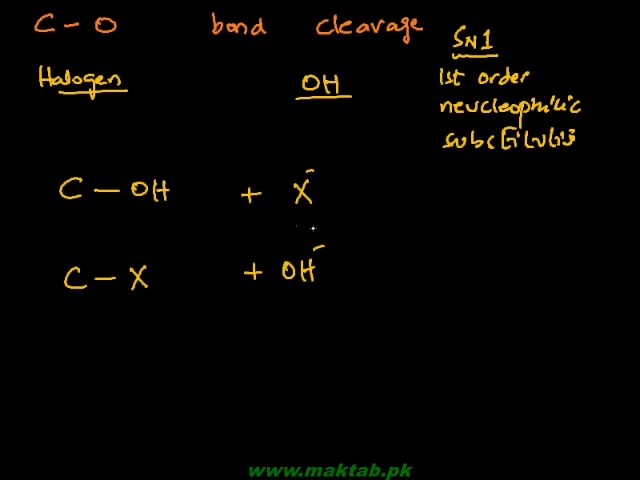 C - O bond cleavage
SN1
Halogen OH
1st order
neucleophilic
C - OH + X⁻
C - X + OH⁻
www.maktab.pk